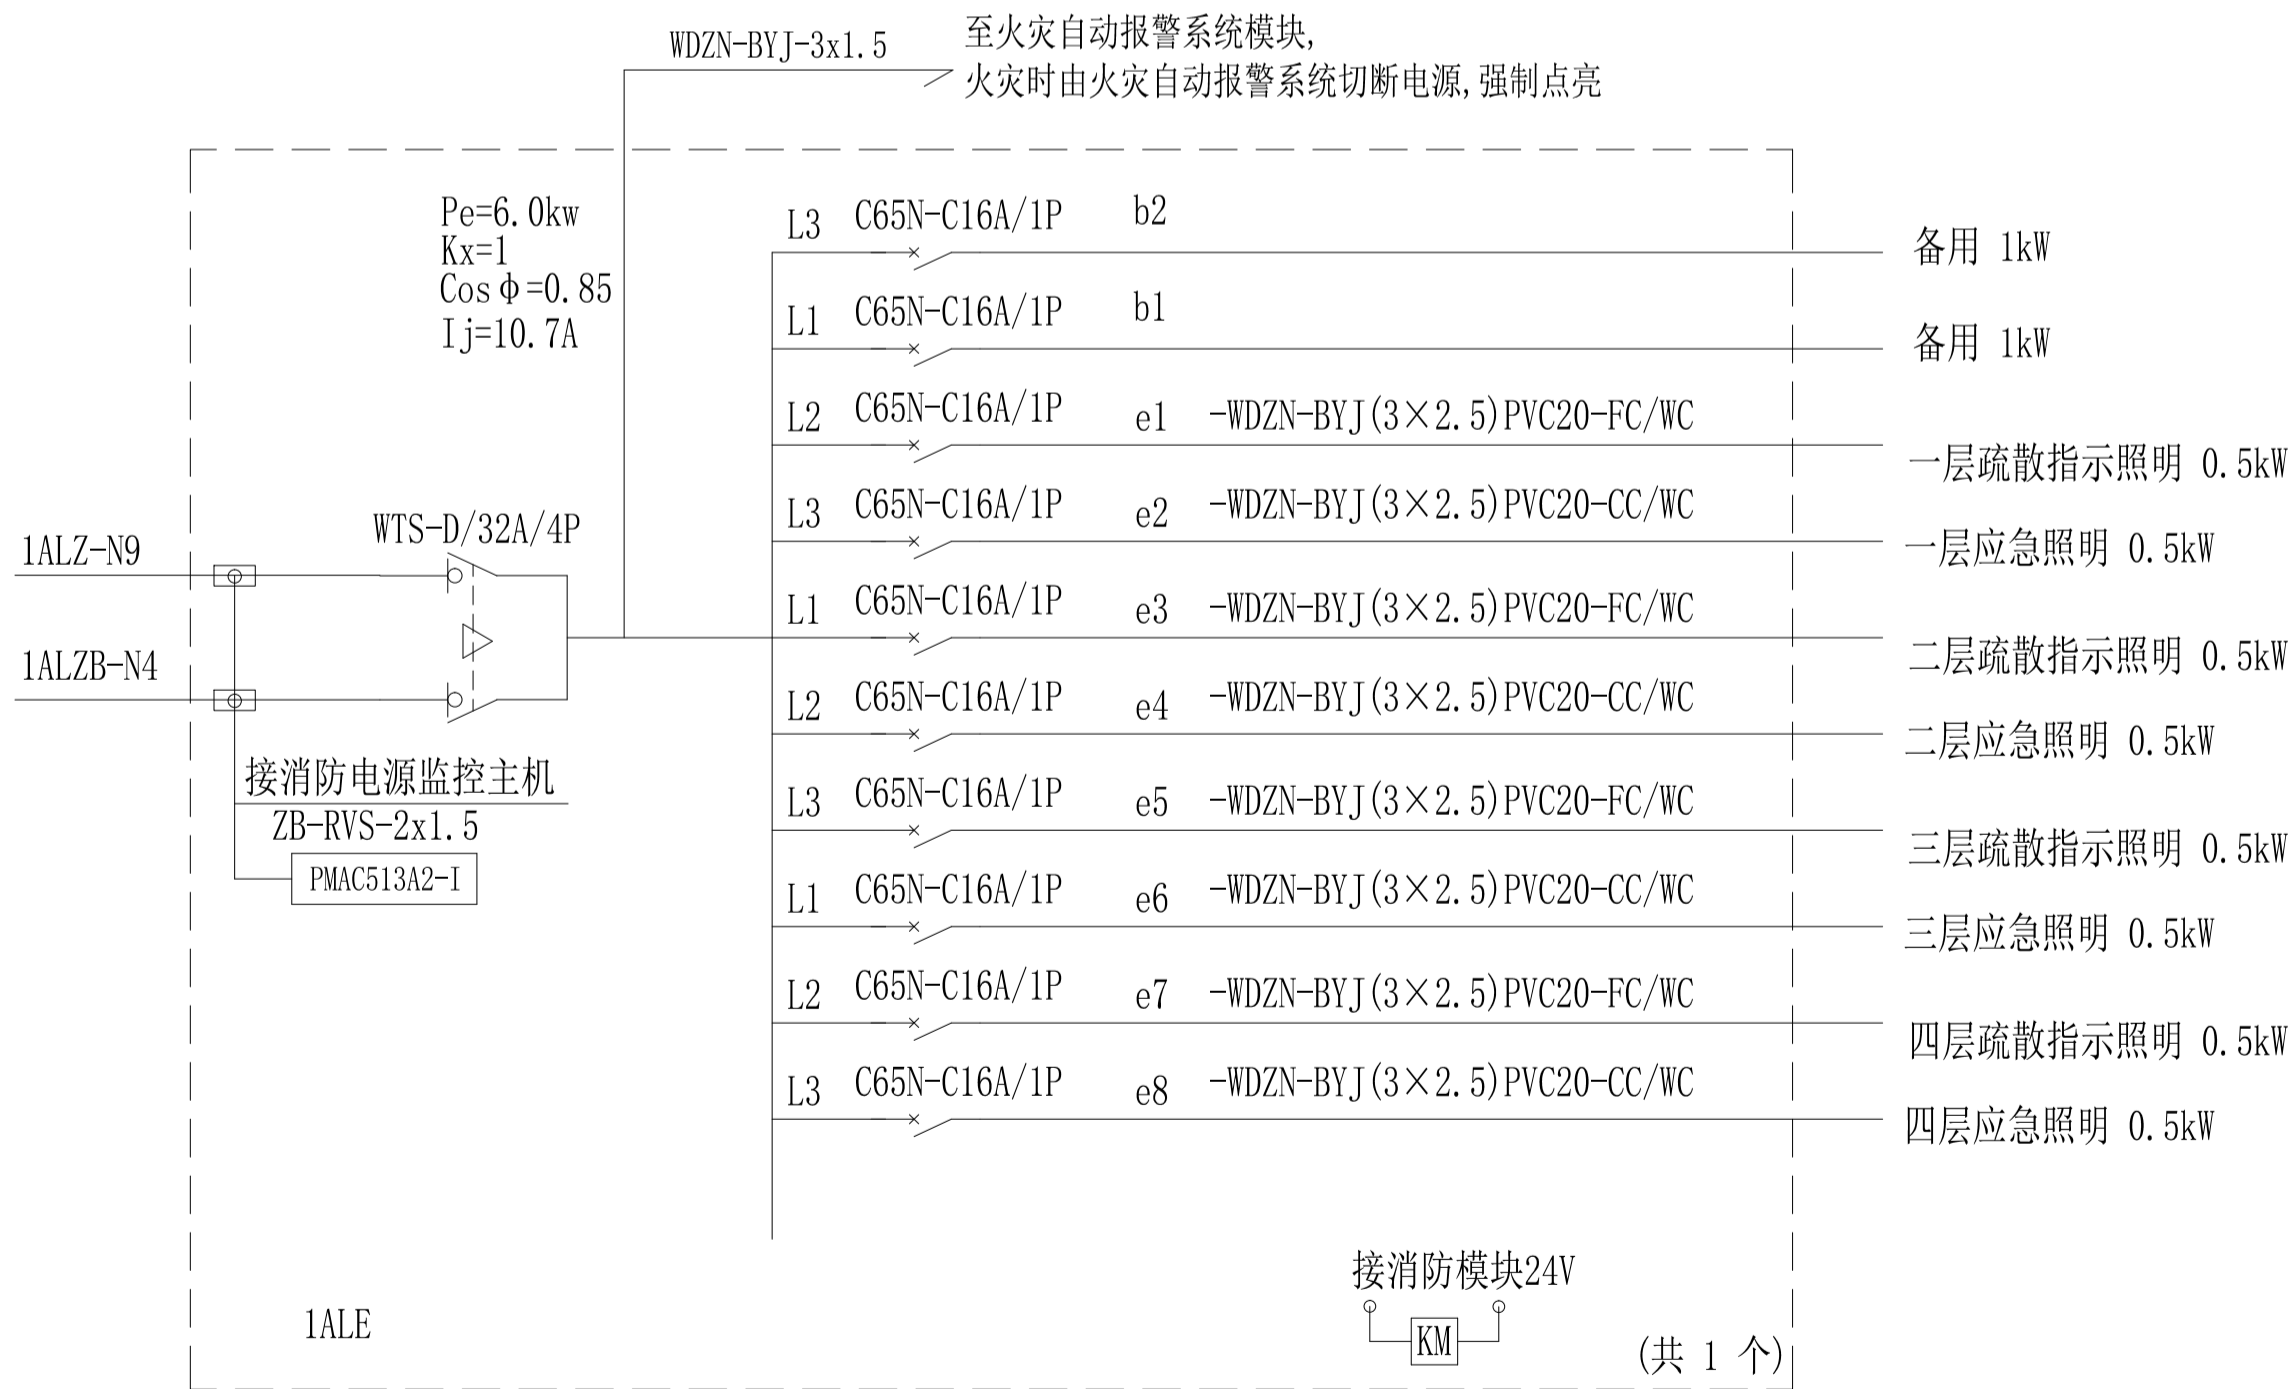 WDZN-BYJ-3x1.5
至火灾自动报警系统模块,
火灾时由火灾自动报警系统切断电源,强制点亮
Pe=6.0kw
Kx=1
Cosφ=0.85
Ij=10.7A
L3 C65N-C16A/1P b2 备用 1kW
L1 C65N-C16A/1P b1 备用 1kW
L2 C65N-C16A/1P e1 -WDZN-BYJ(3×2.5)PVC20-FC/WC 一层疏散指示照明 0.5kW
L3 C65N-C16A/1P e2 -WDZN-BYJ(3×2.5)PVC20-CC/WC 一层应急照明 0.5kW
L1 C65N-C16A/1P e3 -WDZN-BYJ(3×2.5)PVC20-FC/WC 二层疏散指示照明 0.5kW
L2 C65N-C16A/1P e4 -WDZN-BYJ(3×2.5)PVC20-CC/WC 二层应急照明 0.5kW
L3 C65N-C16A/1P e5 -WDZN-BYJ(3×2.5)PVC20-FC/WC 三层疏散指示照明 0.5kW
L1 C65N-C16A/1P e6 -WDZN-BYJ(3×2.5)PVC20-CC/WC 三层应急照明 0.5kW
L2 C65N-C16A/1P e7 -WDZN-BYJ(3×2.5)PVC20-FC/WC 四层疏散指示照明 0.5kW
L3 C65N-C16A/1P e8 -WDZN-BYJ(3×2.5)PVC20-CC/WC 四层应急照明 0.5kW
WTS-D/32A/4P
1ALZ-N9
1ALZB-N4
接消防电源监控主机
ZB-RVS-2x1.5
PMAC513A2-I
接消防模块24V
KM
1ALE
(共 1 个)